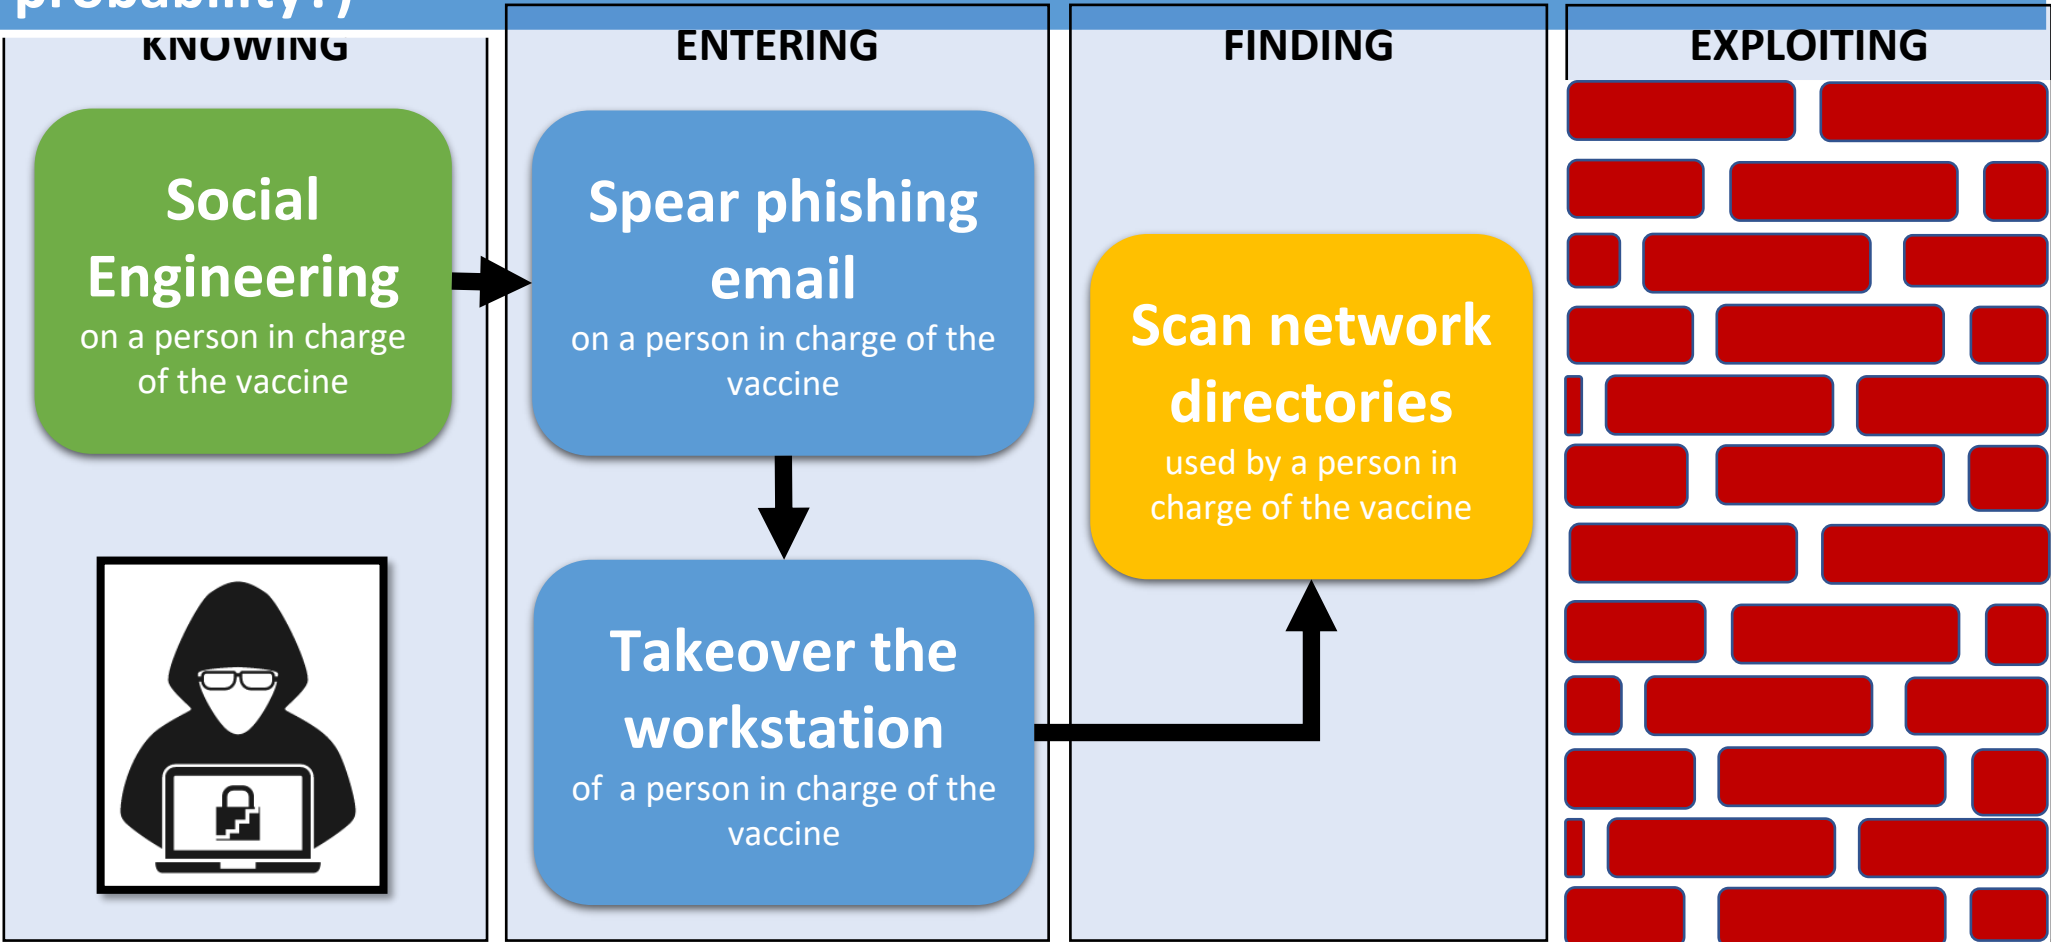 probability?)
KNOWING
ENTERING
FINDING
EXPLOITING
Social
Engineering
on a person in charge
of the vaccine
Spear phishing
email
on a person in charge of the
vaccine
Takeover the
workstation
of  a person in charge of the
vaccine
Scan network
directories
used by a person in
charge of the vaccine